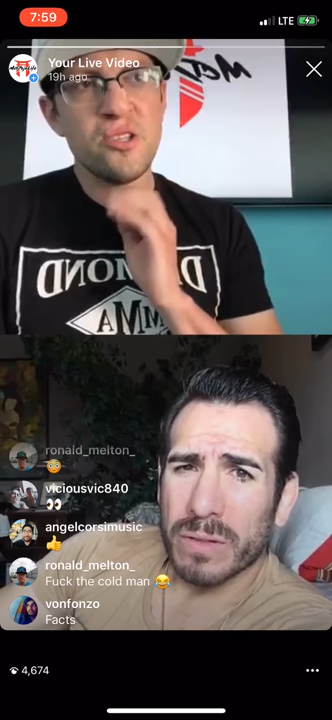 7:59
LTE
Your Live Video
19h ago
DIAMOND
MMA
ronald_melton_
😳
viciousvic840
👀
angelcorsimusic
👍
ronald_melton_
Fuck the cold man 😂
vonfonzo
Facts
4,674